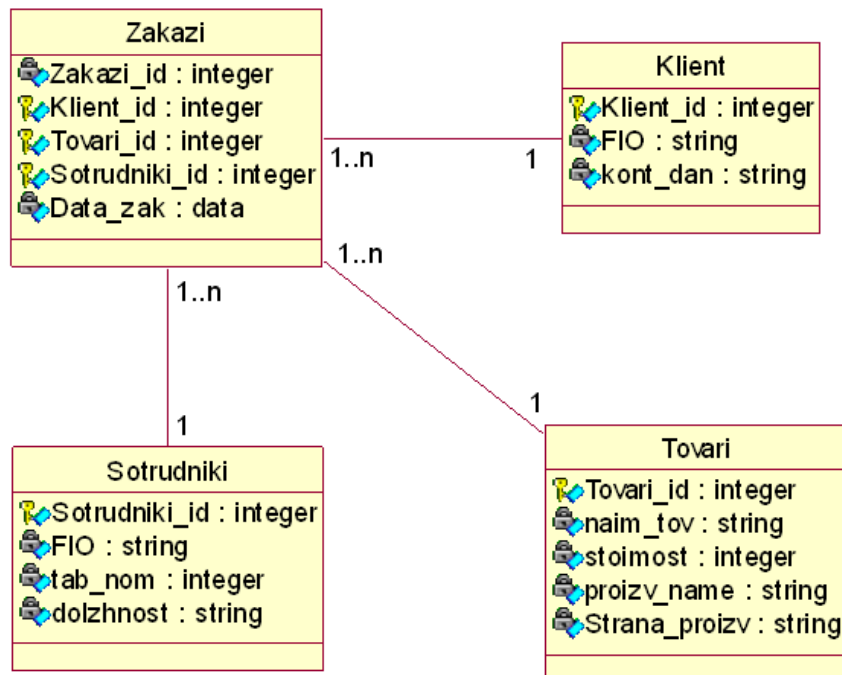 Zakazi
Zakazi_id : integer
Klient_id : integer
Tovari_id : integer
Sotrudniki_id : integer
Data_zak : data
Klient
Klient_id : integer
FIO : string
kont_dan : string
1..n
1
1..n
1..n
1
1
Sotrudniki
Sotrudniki_id : integer
FIO : string
tab_nom : integer
dolzhnost : string
Tovari
Tovari_id : integer
naim_tov : string
stoimost : integer
proizv_name : string
Strana_proizv : string